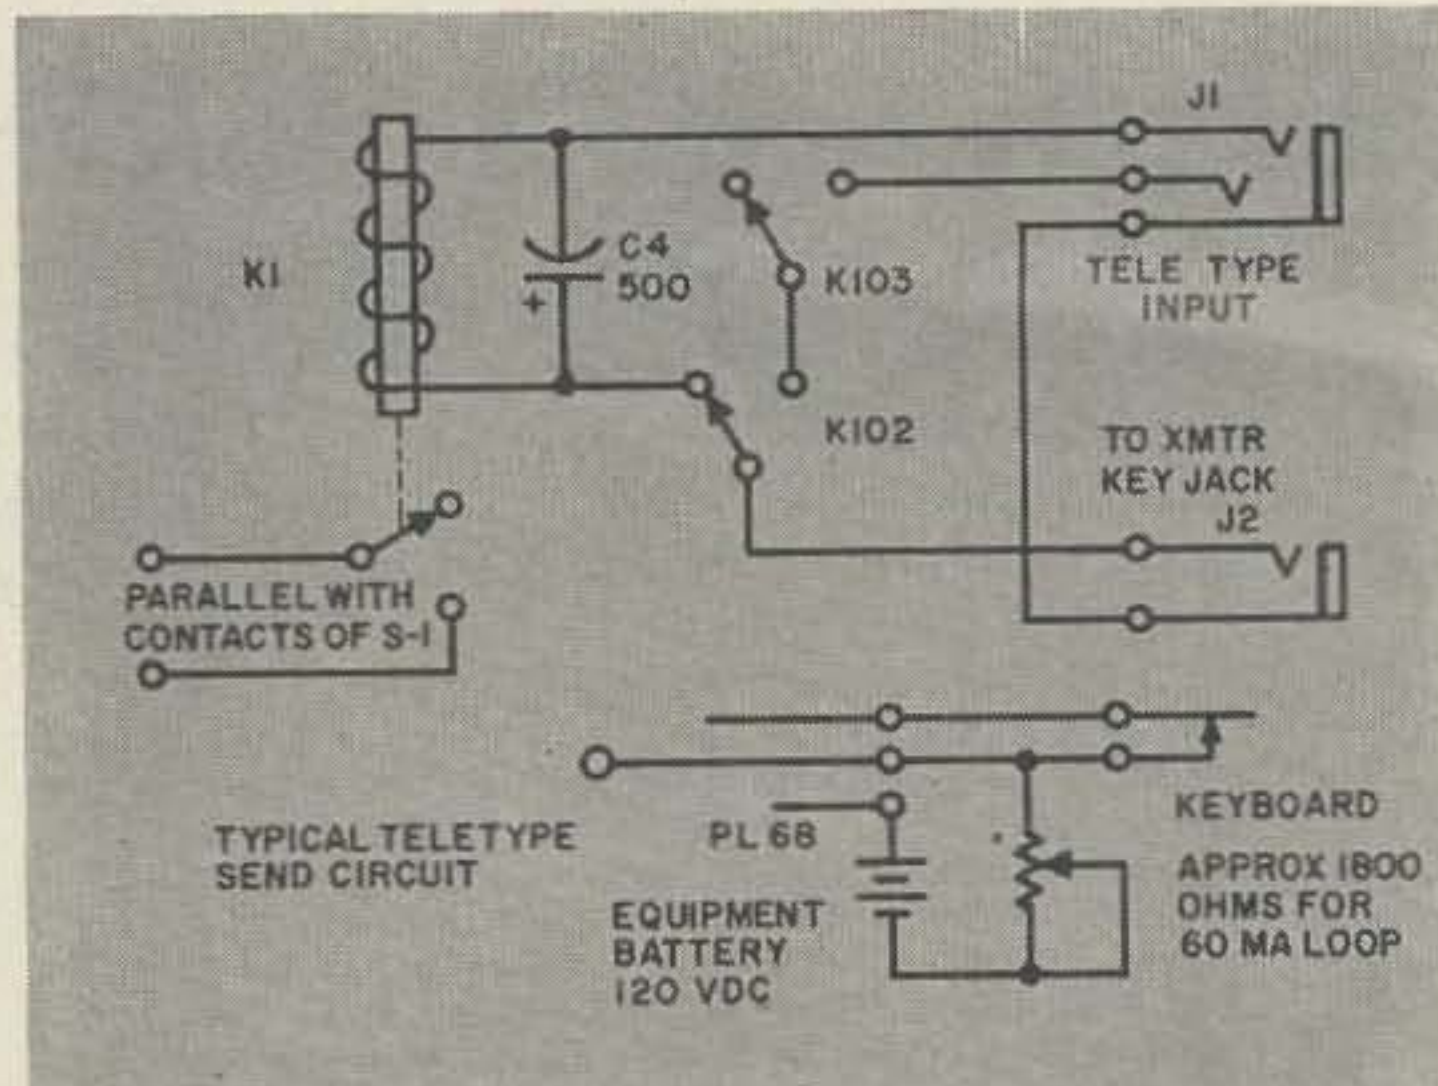 J1
K1
C4
500
+
K103
TELE TYPE
INPUT
K102
TO XMTR
KEY JACK
J2
PARALLEL WITH
CONTACTS OF S-1
TYPICAL TELETYPE
SEND CIRCUIT
PL 68
KEYBOARD
EQUIPMENT
BATTERY
120 VDC
APPROX 1800
OHMS FOR
60 MA LOOP